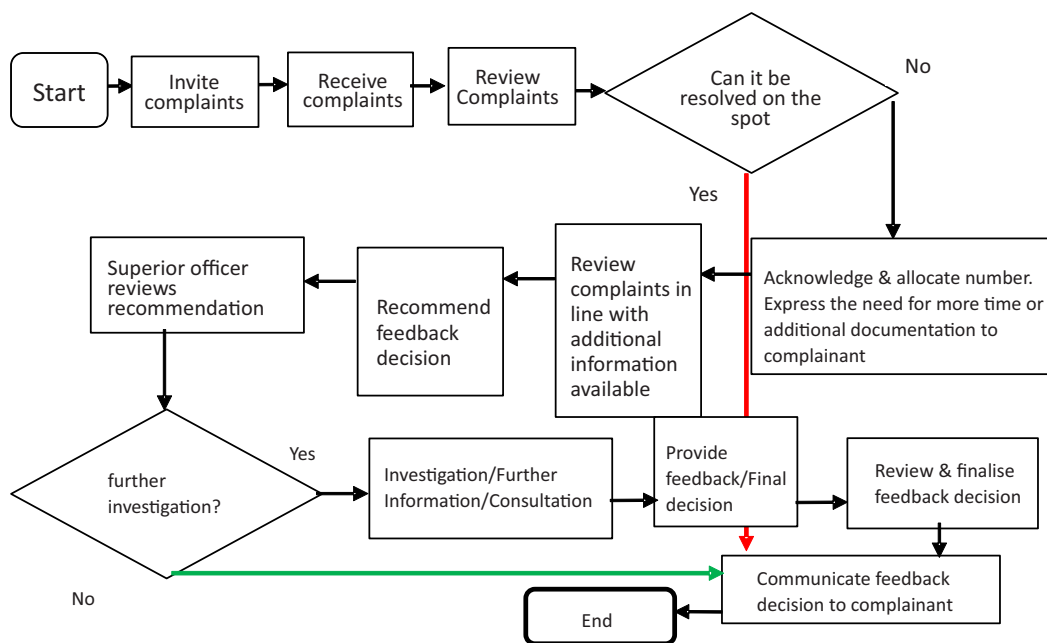 Start
Invite
complaints
Receive
complaints
Review
Complaints
Can it be
resolved on the
spot
No
Yes
Acknowledge & allocate number.
Express the need for more time or
additional documentation to
complainant
Review
complaints in
line with
additional
information
available
Recommend
feedback
decision
Superior officer
reviews
recommendation
further
investigation?
Yes
No
Investigation/Further
Information/Consultation
Provide
feedback/Final
decision
Review & finalise
feedback decision
Communicate feedback
decision to complainant
End